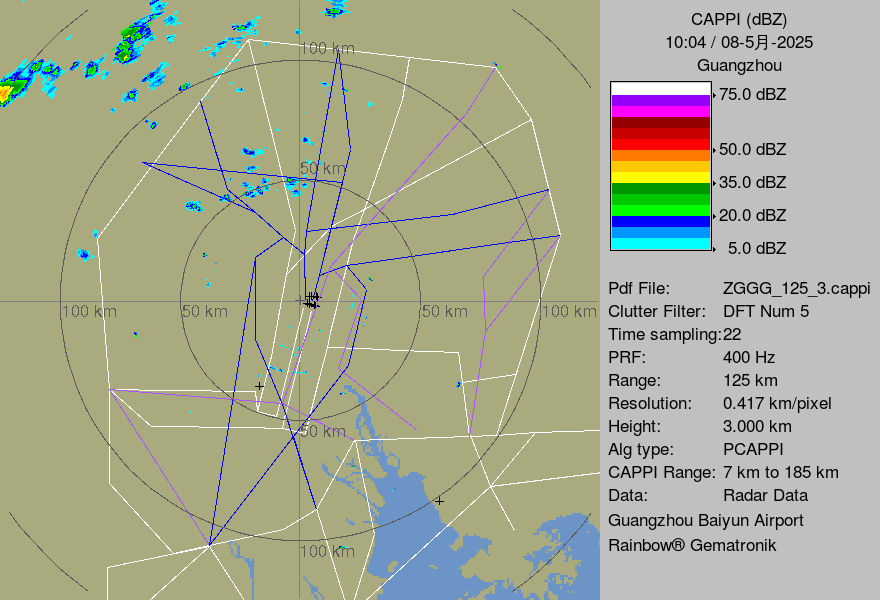 CAPPI (dBZ)
10:04 / 08-5月-2025
Guangzhou
75.0 dBZ
50.0 dBZ
35.0 dBZ
20.0 dBZ
5.0 dBZ
100 km
50 km
100 km
50 km
50 km
100 km
50 km
100 km
Pdf File: ZGGG_125_3.cappi
Clutter Filter: DFT Num 5
Time sampling:22
PRF: 400 Hz
Range: 125 km
Resolution: 0.417 km/pixel
Height: 3.000 km
Alg type: PCAPPI
CAPPI Range: 7 km to 185 km
Data: Radar Data
Guangzhou Baiyun Airport
Rainbow® Gematronik